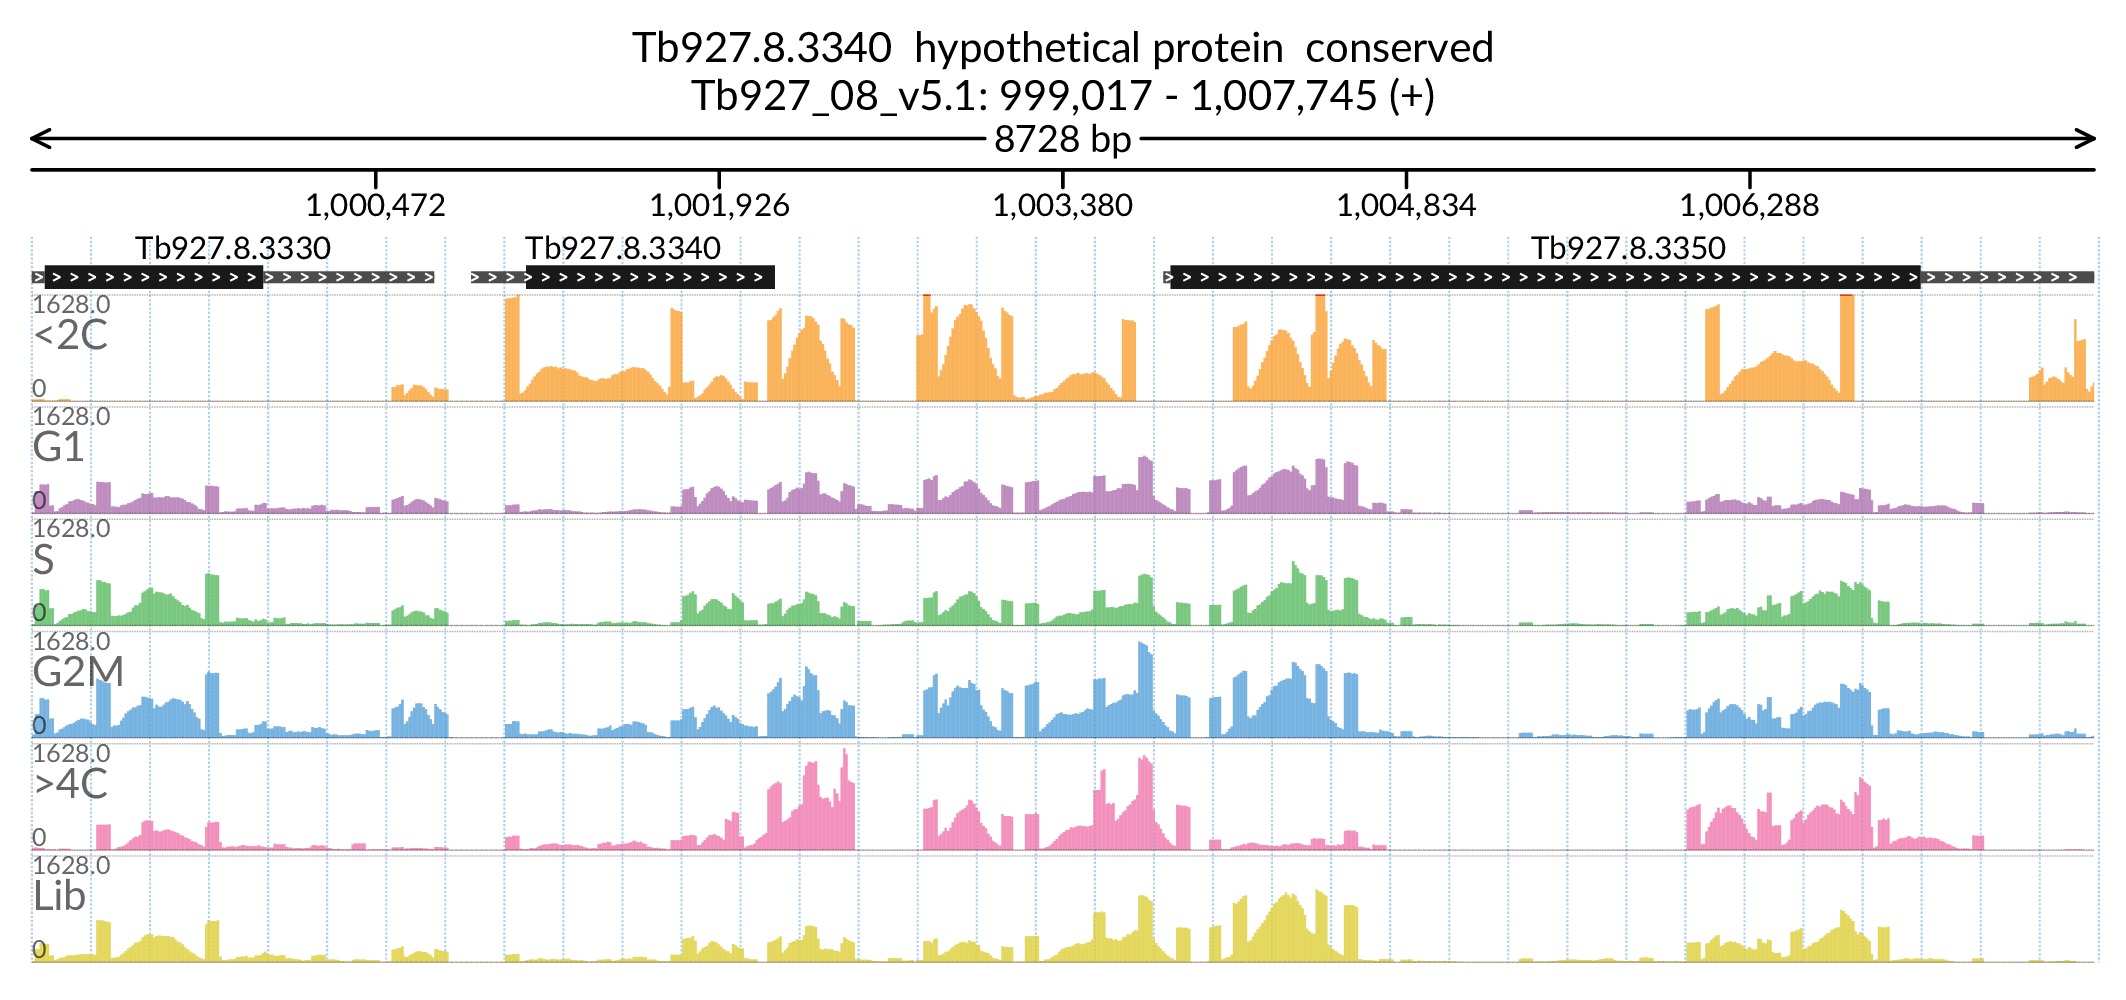 Tb927.8.3340  hypothetical protein  conserved
Tb927_08_v5.1: 999,017 - 1,007,745 (+)
8728 bp
1,000,472 1,001,926 1,003,380 1,004,834 1,006,288
Tb927.8.3330 Tb927.8.3340 Tb927.8.3350
1628.0
<2C
0
1628.0
G1
0
1628.0
S
0
1628.0
G2M
0
1628.0
>4C
0
1628.0
Lib
0